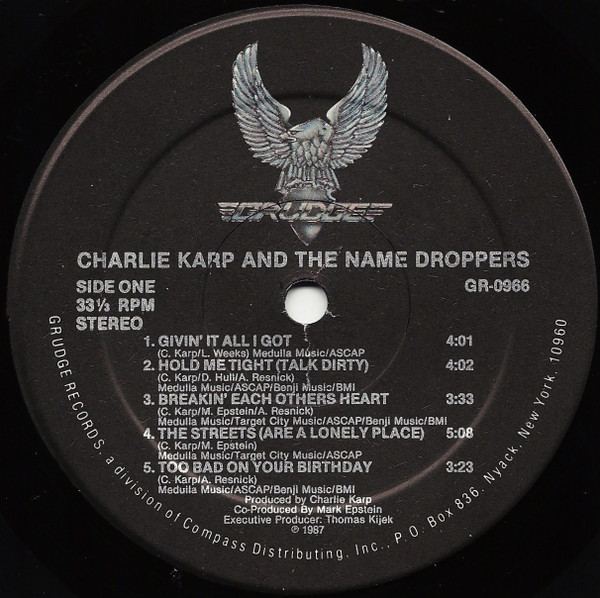 GRUDGE
CHARLIE KARP AND THE NAME DROPPERS
SIDE ONE GR-0966
33⅓ RPM
STEREO
1. GIVIN' IT ALL I GOT 4:01
(C. Karp/L. Weeks) Medulla Music/ASCAP
2. HOLD ME TIGHT (TALK DIRTY) 4:02
(C. Karp/D. Hull/A. Resnick)
Medulla Music/ASCAP/Benji Music/BMI
3. BREAKIN' EACH OTHERS HEART 3:33
(C. Karp/M. Epstein/A. Resnick)
Medulla Music/Target City Music/ASCAP/Benji Music/BMI
4. THE STREETS (ARE A LONELY PLACE) 5:08
(C. Karp/M. Epstein)
Medulla Music/Target City Music/ASCAP
5. TOO BAD ON YOUR BIRTHDAY 3:23
(C. Karp/A. Resnick)
Medulla Music/ASCAP/Benji Music/BMI
Produced by Charlie Karp
Co-Produced By Mark Epstein
Executive Producer: Thomas Kijek
℗ 1987
GRUDGE RECORDS, a division of Compass Distributing, Inc., P.O. Box 836, Nyack, New York, 10960